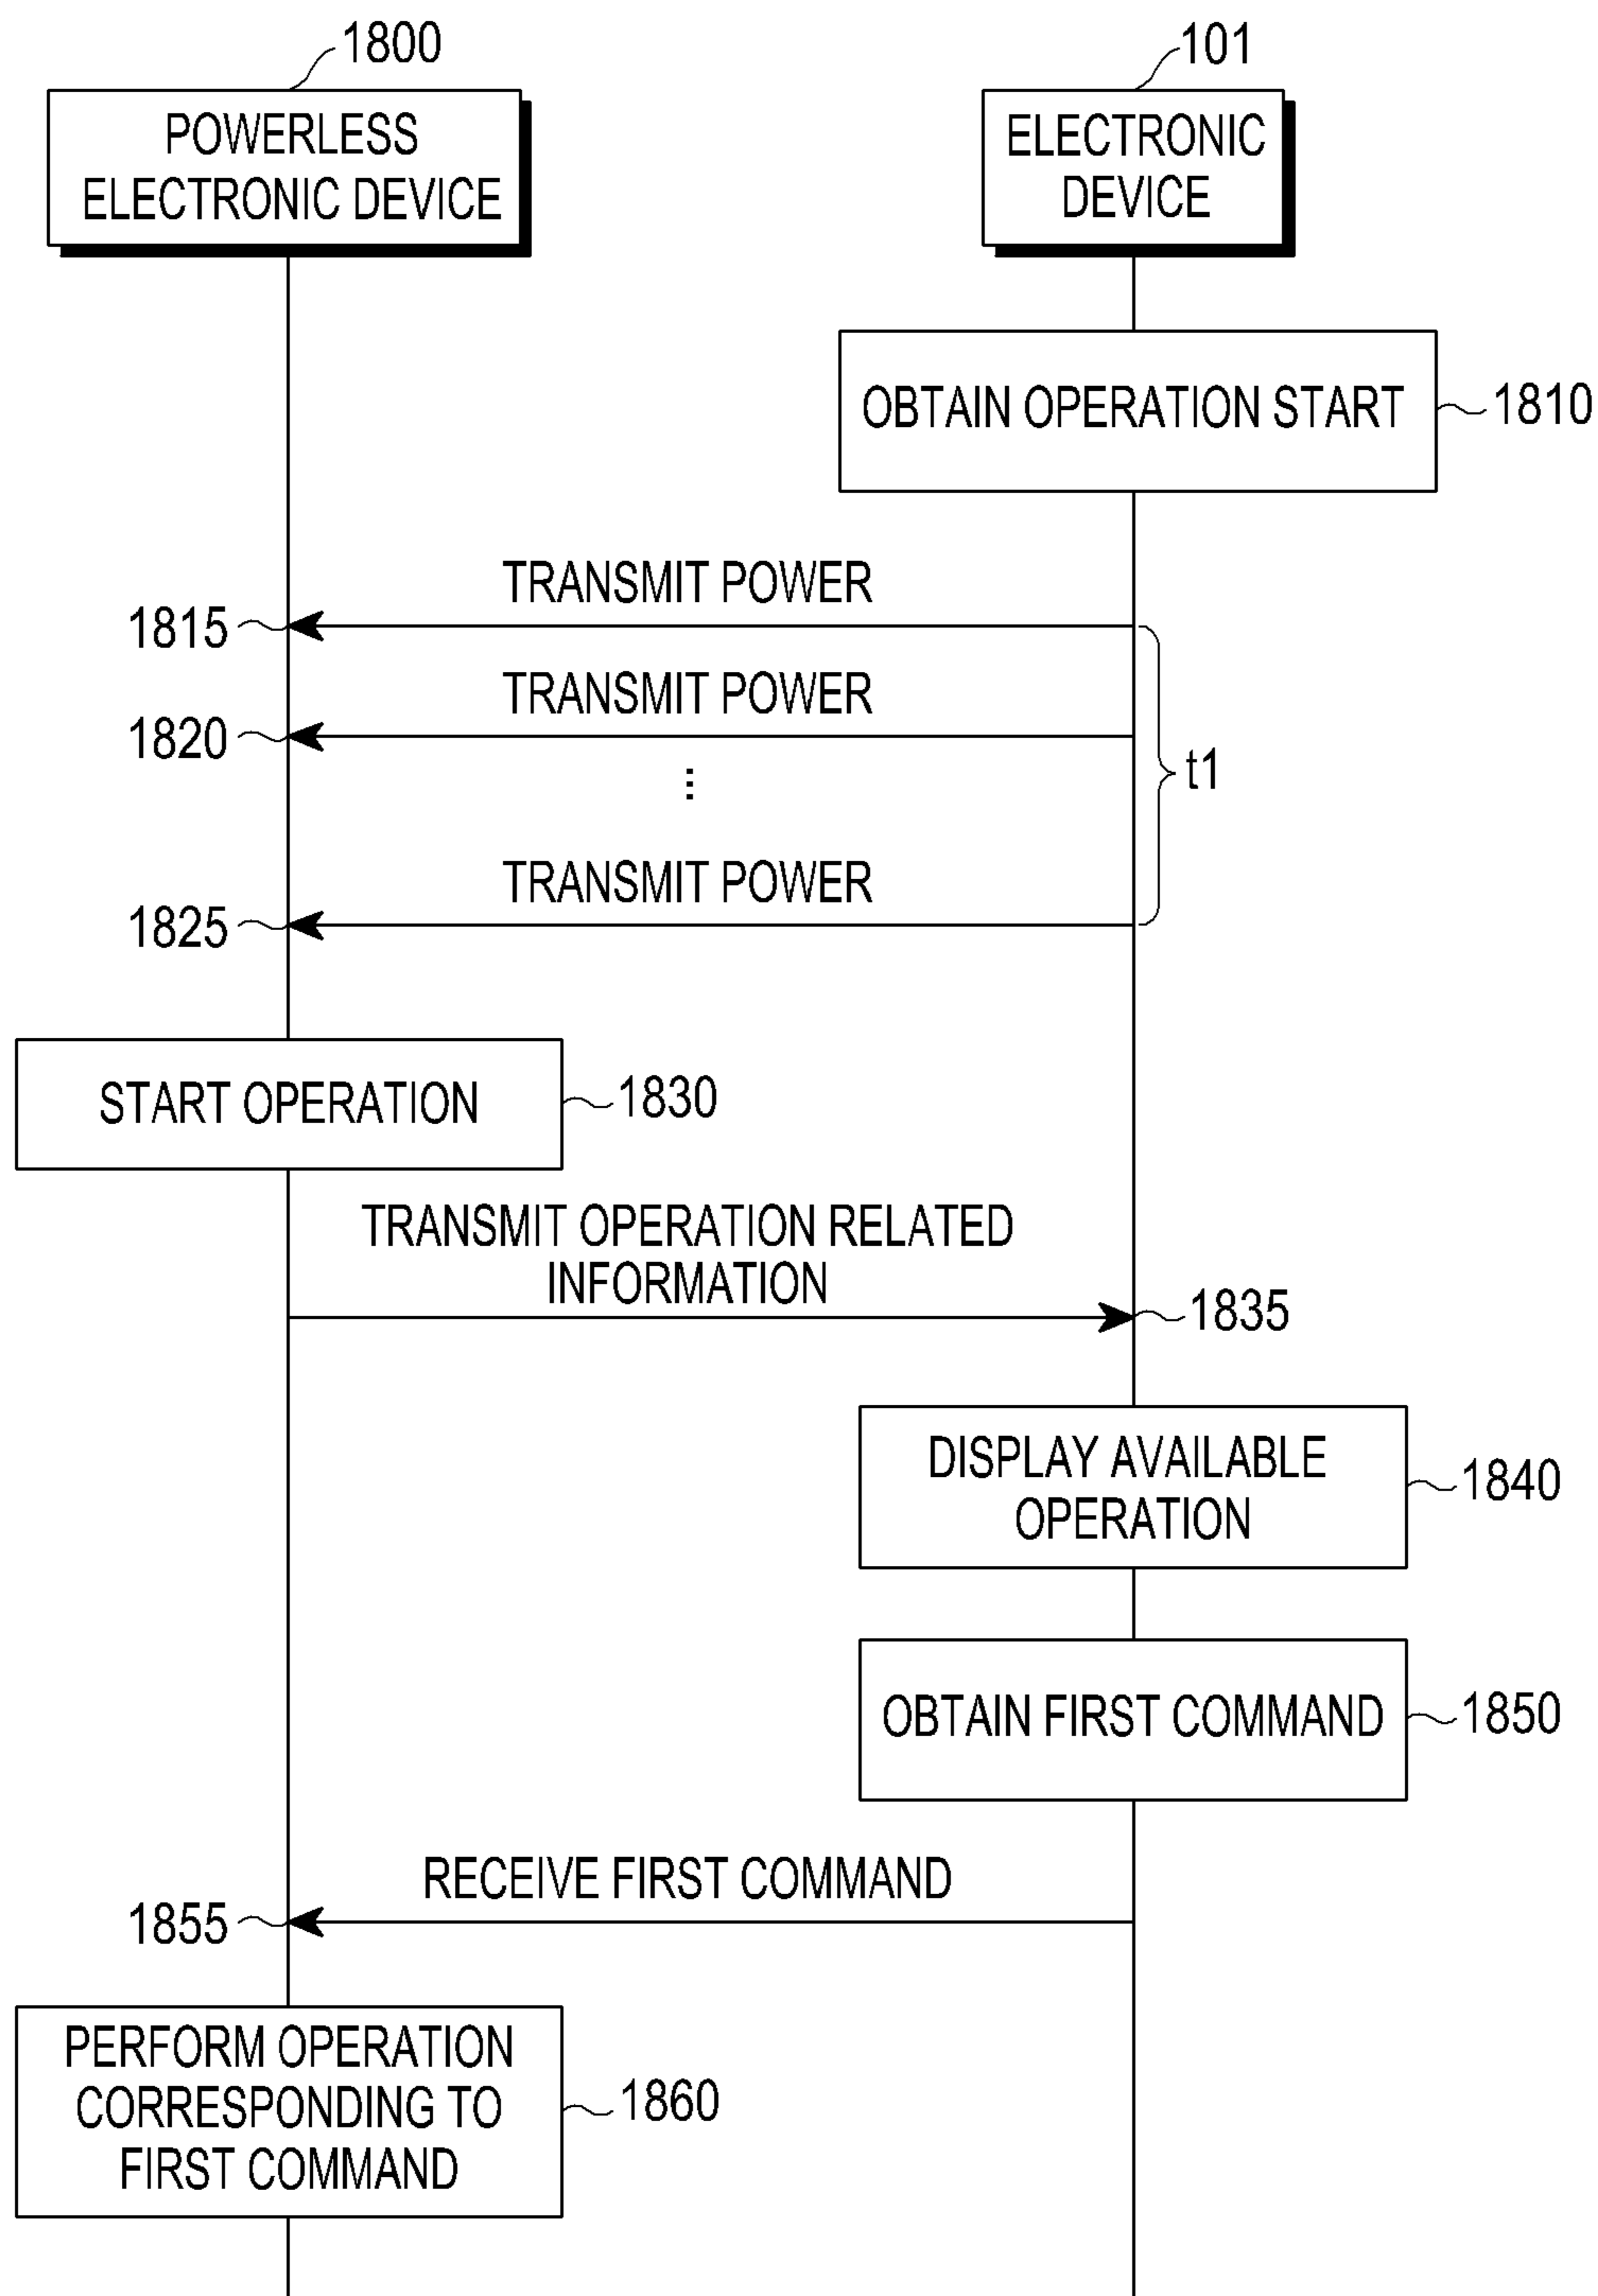 1800
101
POWERLESS
ELECTRONIC DEVICE
ELECTRONIC
DEVICE
OBTAIN OPERATION START
1810
TRANSMIT POWER
1815
TRANSMIT POWER
1820
t1
⋮
TRANSMIT POWER
1825
START OPERATION
1830
TRANSMIT OPERATION RELATED
INFORMATION
1835
DISPLAY AVAILABLE
OPERATION
1840
OBTAIN FIRST COMMAND
1850
RECEIVE FIRST COMMAND
1855
PERFORM OPERATION
CORRESPONDING TO
FIRST COMMAND
1860